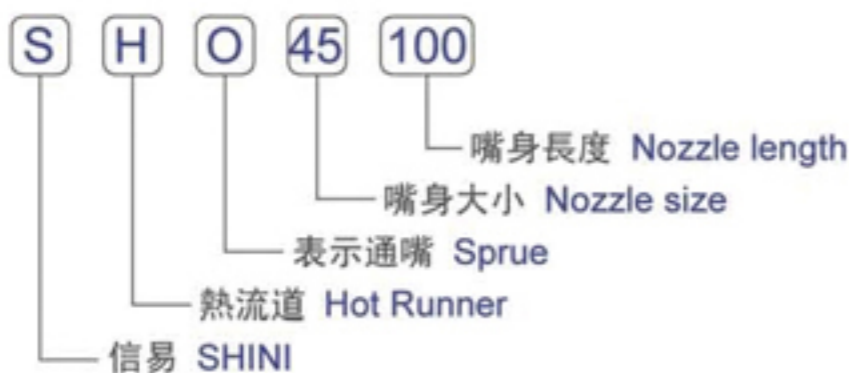 S H O 45 100
嘴身長度 Nozzle length
嘴身大小 Nozzle size
表示通嘴 Sprue
熱流道 Hot Runner
信易 SHINI